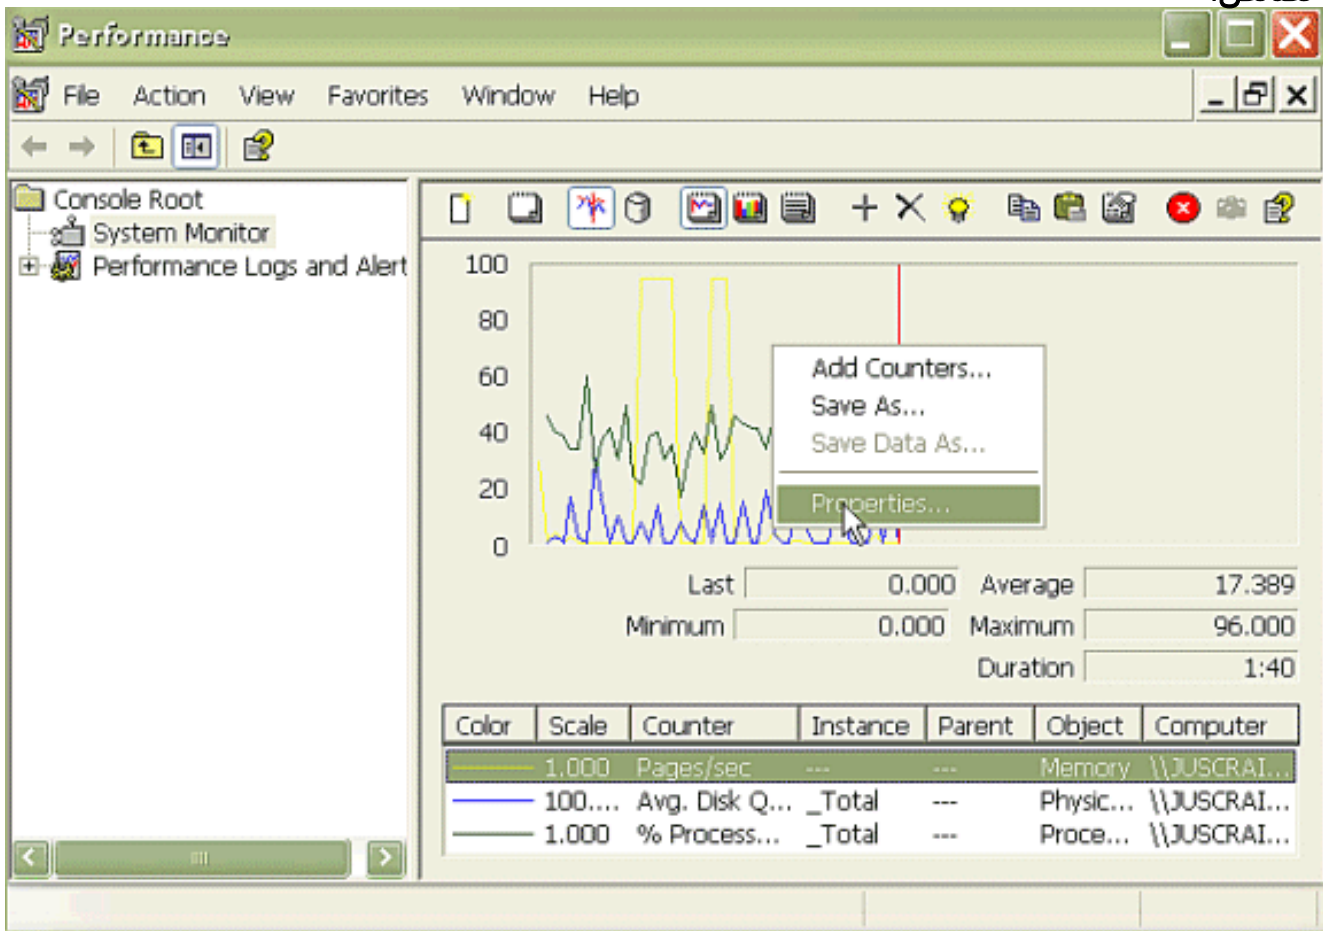 Performance
File Action View Favorites Window Help
Console Root
System Monitor
Performance Logs and Alert
100
80
60
40
20
0
Add Counters...
Save As...
Save Data As...
Properties...
Last 0.000 Average 17.389
Minimum 0.000 Maximum 96.000
Duration 1:40
Color Scale Counter Instance Parent Object Computer
1.000 Pages/sec --- --- Memory \\JUSCRAI...
100.... Avg. Disk Q... _Total --- Physic... \\JUSCRAI...
1.000 % Process... _Total --- Proce... \\JUSCRAI...